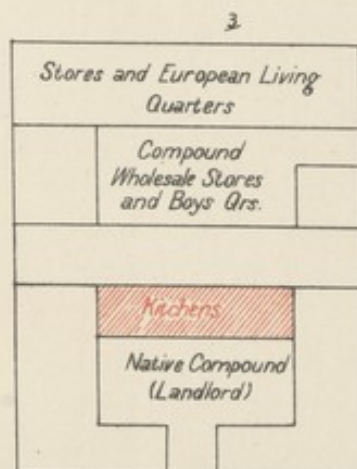 3
Stores and European Living
Quarters
Compound
Wholesale Stores
and Boys Qrs.
Kitchens
Native Compound
(Landlord)